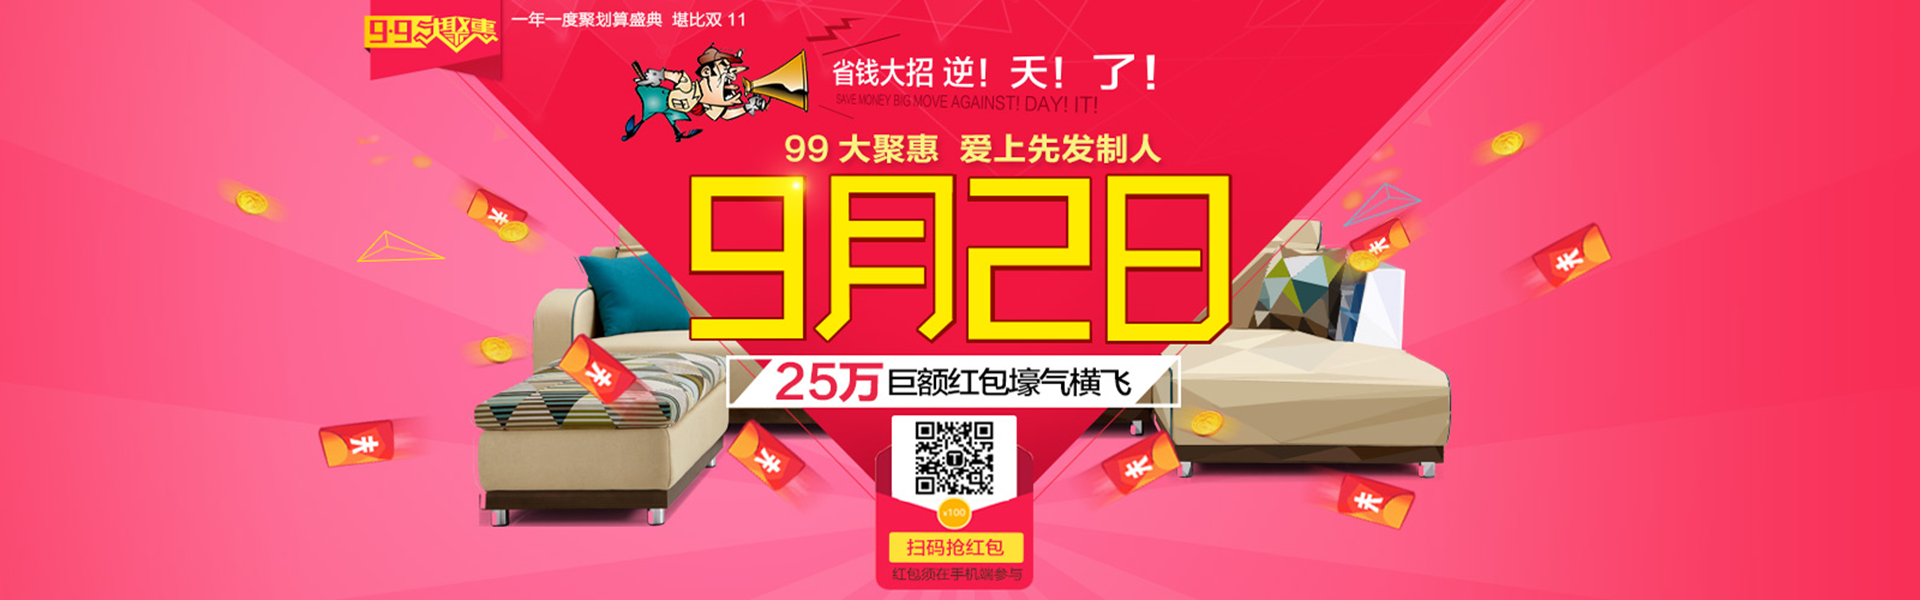 9.9大聚惠
一年一度聚划算盛典 堪比双 11
省钱大招 逆！天！了！
SAVE MONEY BIG MOVE AGAINST! DAY! IT!
99 大聚惠 爱上先发制人
9月2日
25万 巨额红包壕气横飞
¥100
扫码抢红包
红包须在手机端参与